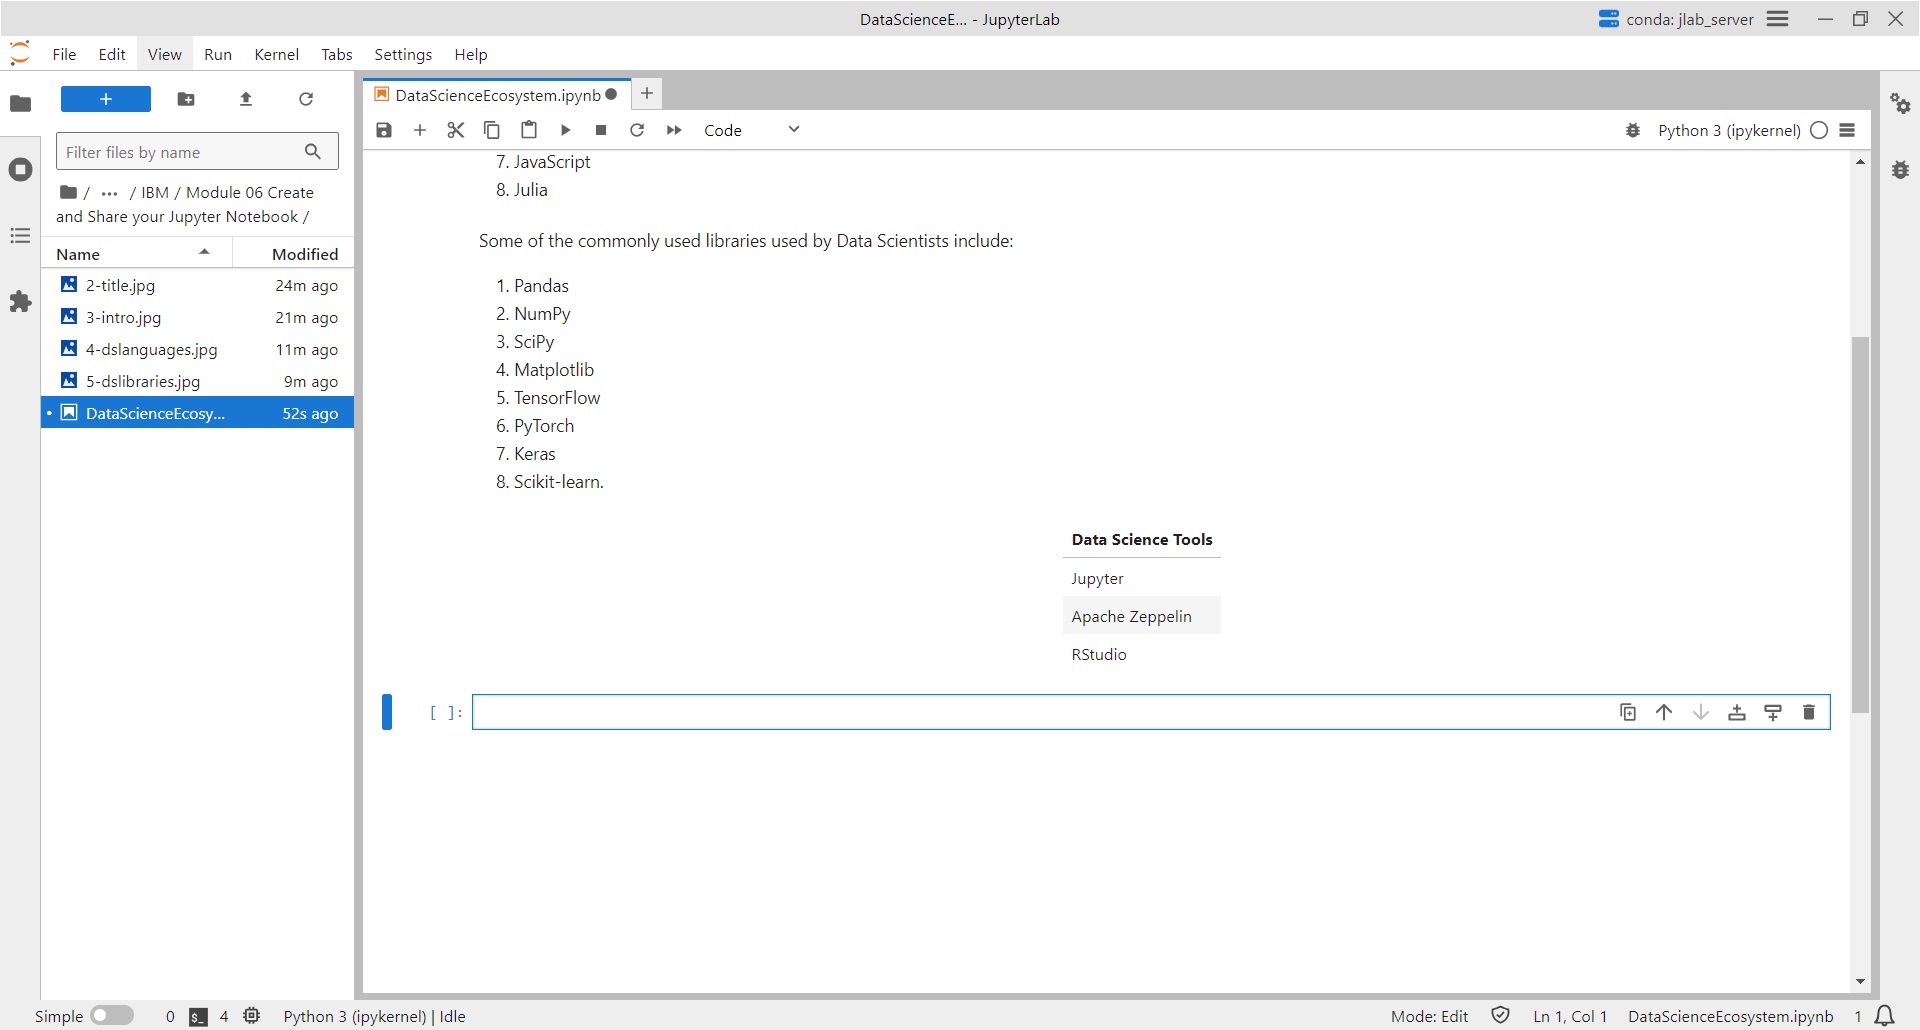 DataScienceE... - JupyterLab
conda: jlab_server
File Edit View Run Kernel Tabs Settings Help
+
DataScienceEcosystem.ipynb
+
Code
Python 3 (ipykernel)
Filter files by name
/ ··· / IBM / Module 06 Create
and Share your Jupyter Notebook /
Name Modified
2-title.jpg 24m ago
3-intro.jpg 21m ago
4-dslanguages.jpg 11m ago
5-dslibraries.jpg 9m ago
• DataScienceEcosy... 52s ago
7. JavaScript
8. Julia
Some of the commonly used libraries used by Data Scientists include:
1. Pandas
2. NumPy
3. SciPy
4. Matplotlib
5. TensorFlow
6. PyTorch
7. Keras
8. Scikit-learn.
Data Science Tools
Jupyter
Apache Zeppelin
RStudio
[ ]:
Simple 0 $_ 4 Python 3 (ipykernel) | Idle Mode: Edit Ln 1, Col 1 DataScienceEcosystem.ipynb 1